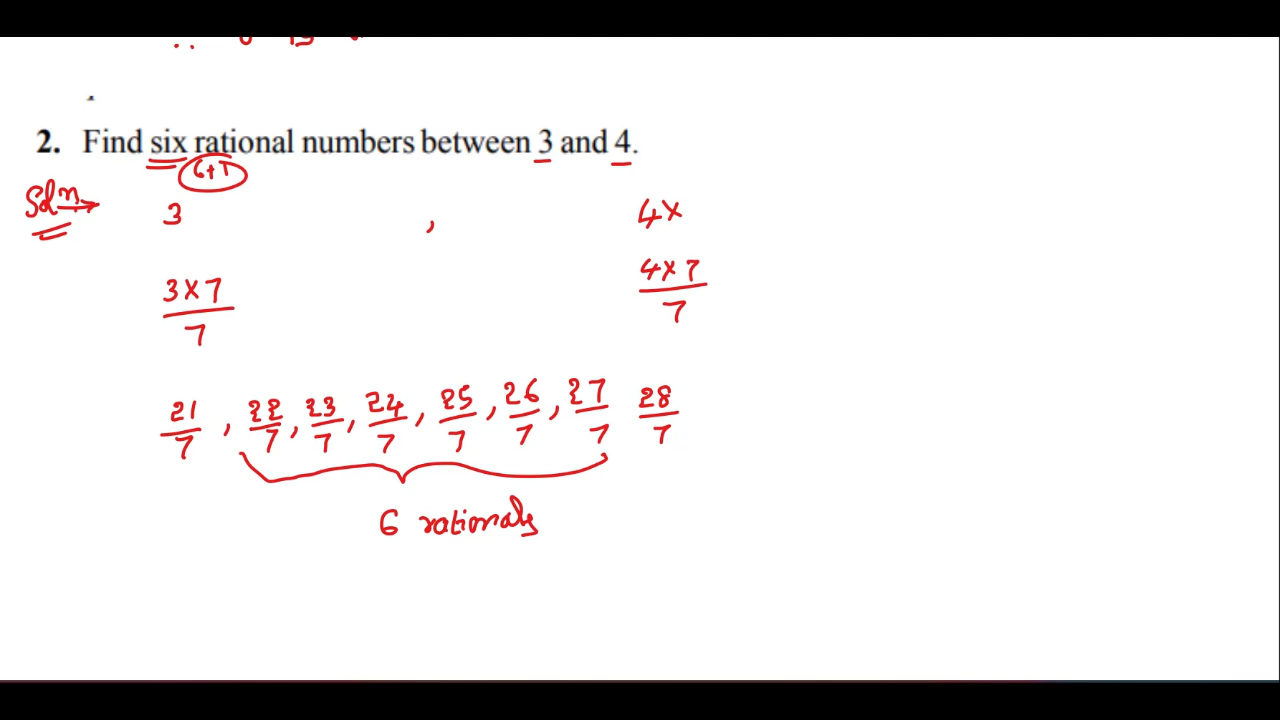 2. Find six rational numbers between 3 and 4.
6+1
Soln →
3 , 4×
3×7/7 4×7/7
21/7 , 22/7, 23/7, 24/7, 25/7, 26/7, 27/7 28/7
6 rationals